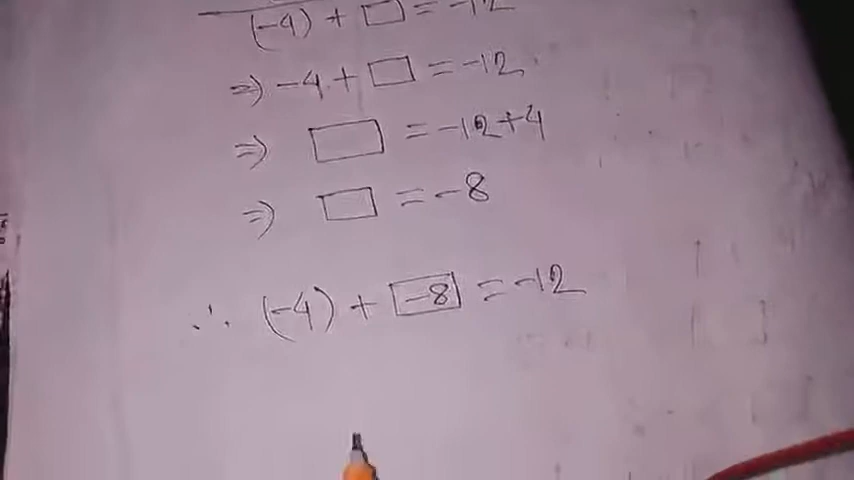 (-4) + □ = -12
⇒ -4 + □ = -12
⇒ □ = -12+4
⇒ □ = -8
∴ (-4) + -8 = -12